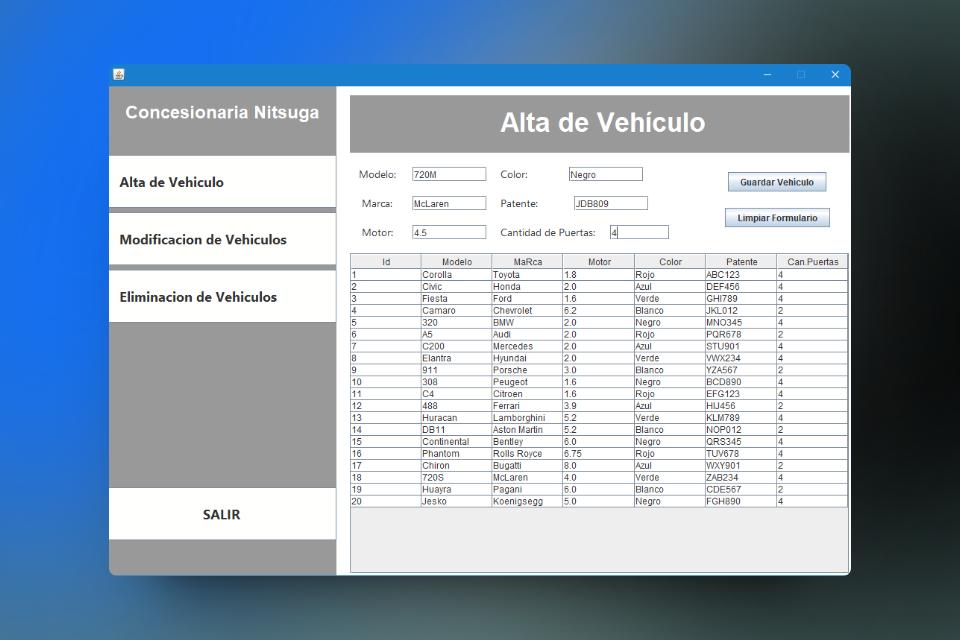 Concesionaria Nitsuga
Alta de Vehiculo
Modificacion de Vehiculos
Eliminacion de Vehiculos
SALIR
Alta de Vehículo
Modelo: 720M Color: Negro
Guardar Vehiculo
Marca: McLaren Patente: JDB809
Limpiar Formulario
Motor: 4.5 Cantidad de Puertas: 4
Id Modelo MaRca Motor Color Patente Can.Puertas
1 Corolla Toyota 1.8 Rojo ABC123 4
2 Civic Honda 2.0 Azul DEF456 4
3 Fiesta Ford 1.6 Verde GHI789 4
4 Camaro Chevrolet 6.2 Blanco JKL012 2
5 320 BMW 2.0 Negro MNO345 4
6 A5 Audi 2.0 Rojo PQR678 2
7 C200 Mercedes 2.0 Azul STU901 4
8 Elantra Hyundai 2.0 Verde VWX234 4
9 911 Porsche 3.0 Blanco YZA567 2
10 308 Peugeot 1.6 Negro BCD890 4
11 C4 Citroen 1.6 Rojo EFG123 4
12 488 Ferrari 3.9 Azul HIJ456 2
13 Huracan Lamborghini 5.2 Verde KLM789 4
14 DB11 Aston Martin 5.2 Blanco NOP012 2
15 Continental Bentley 6.0 Negro QRS345 4
16 Phantom Rolls Royce 6.75 Rojo TUV678 4
17 Chiron Bugatti 8.0 Azul WXY901 2
18 720S McLaren 4.0 Verde ZAB234 4
19 Huayra Pagani 6.0 Blanco CDE567 2
20 Jesko Koenigsegg 5.0 Negro FGH890 4